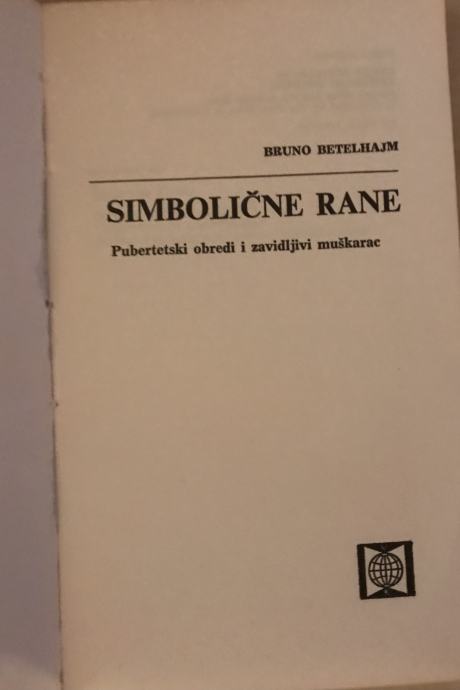 BRUNO BETELHAJM
SIMBOLIČNE RANE
Pubertetski obredi i zavidljivi muškarac